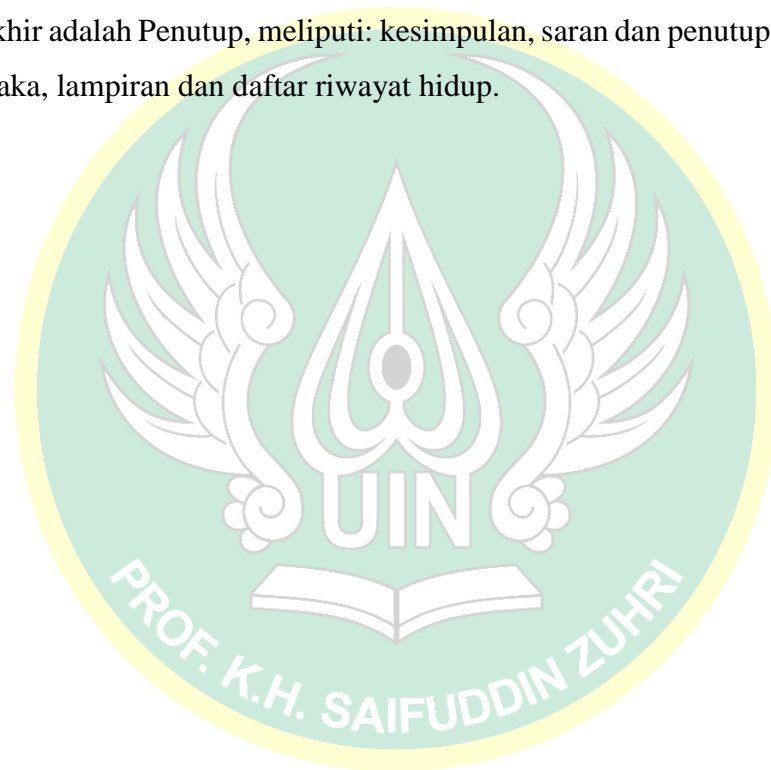 khir adalah Penutup, meliputi: kesimpulan, saran dan penutup
aka, lampiran dan daftar riwayat hidup.
UIN
PROF. K.H. SAIFUDDIN ZUHRI